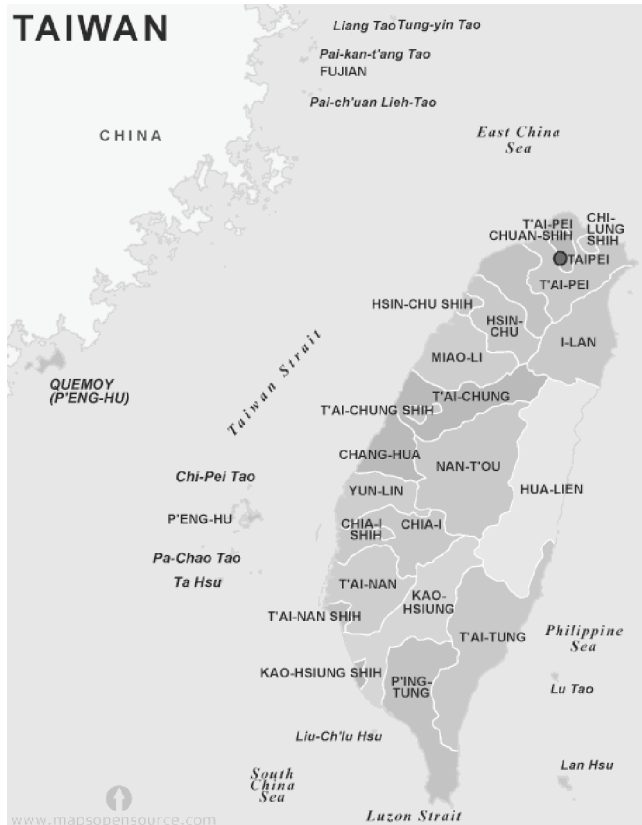 TAIWAN
Liang Tao
Tung-yin Tao
Pai-kan-t'ang Tao
FUJIAN
Pai-ch'uan Lieh-Tao
CHINA
East China
Sea
T'AI-PEI
CHUAN-SHIH
CHI-
LUNG
SHIH
TAIPEI
T'AI-PEI
HSIN-CHU SHIH
HSIN-
CHU
I-LAN
MIAO-LI
Taiwan Strait
QUEMOY
(P'ENG-HU)
T'AI-CHUNG
T'AI-CHUNG SHIH
CHANG-HUA
NAN-T'OU
Chi-Pei Tao
YUN-LIN
HUA-LIEN
P'ENG-HU
CHIA-I
SHIH
CHIA-I
Pa-Chao Tao
Ta Hsu
T'AI-NAN
KAO-
HSIUNG
T'AI-NAN SHIH
T'AI-TUNG
Philippine
Sea
KAO-HSIUNG SHIH
P'ING-
TUNG
Lu Tao
Liu-Ch'iu Hsu
South
China
Sea
Lan Hsu
Luzon Strait
www.mapsopensource.com